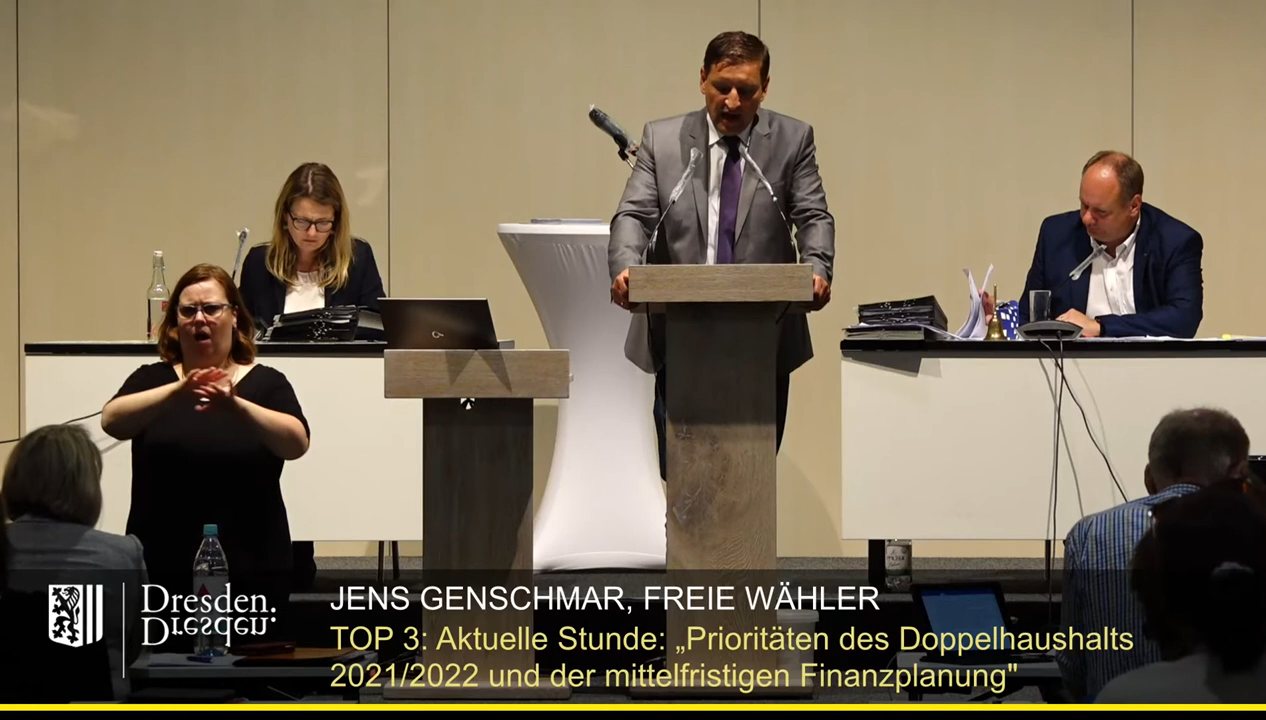 Dresden.
Dresden.
JENS GENSCHMAR, FREIE WÄHLER
TOP 3: Aktuelle Stunde: „Prioritäten des Doppelhaushalts
2021/2022 und der mittelfristigen Finanzplanung"